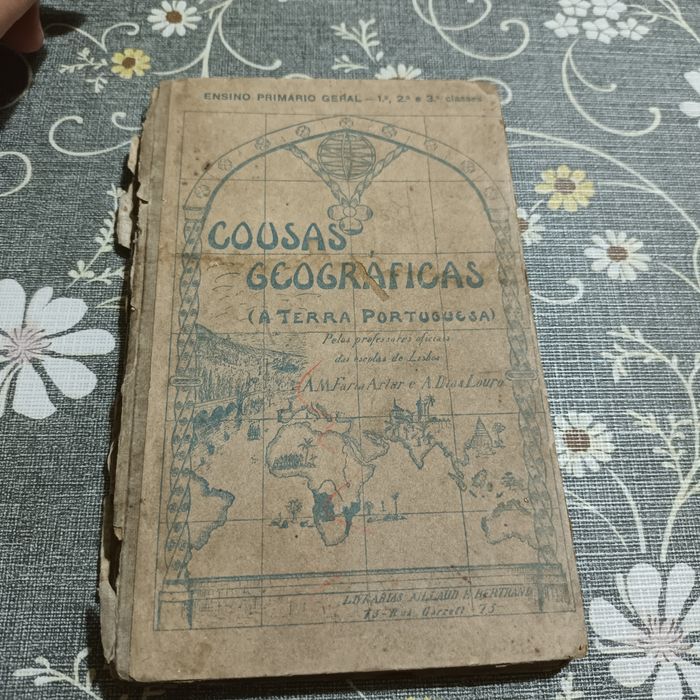 ENSINO PRIMARIO GERAL — 1.ª, 2.ª e 3.ª classes
COUSAS
GEOGRÁFICAS
(A TERRA PORTUGUESA)
Pelos professores oficiais
das escolas de Lisboa
A. M. Faria Artur e A. Dias Louro
LIVRARIAS AILLAUD E BERTRAND
75 - Rua Garrett - 75